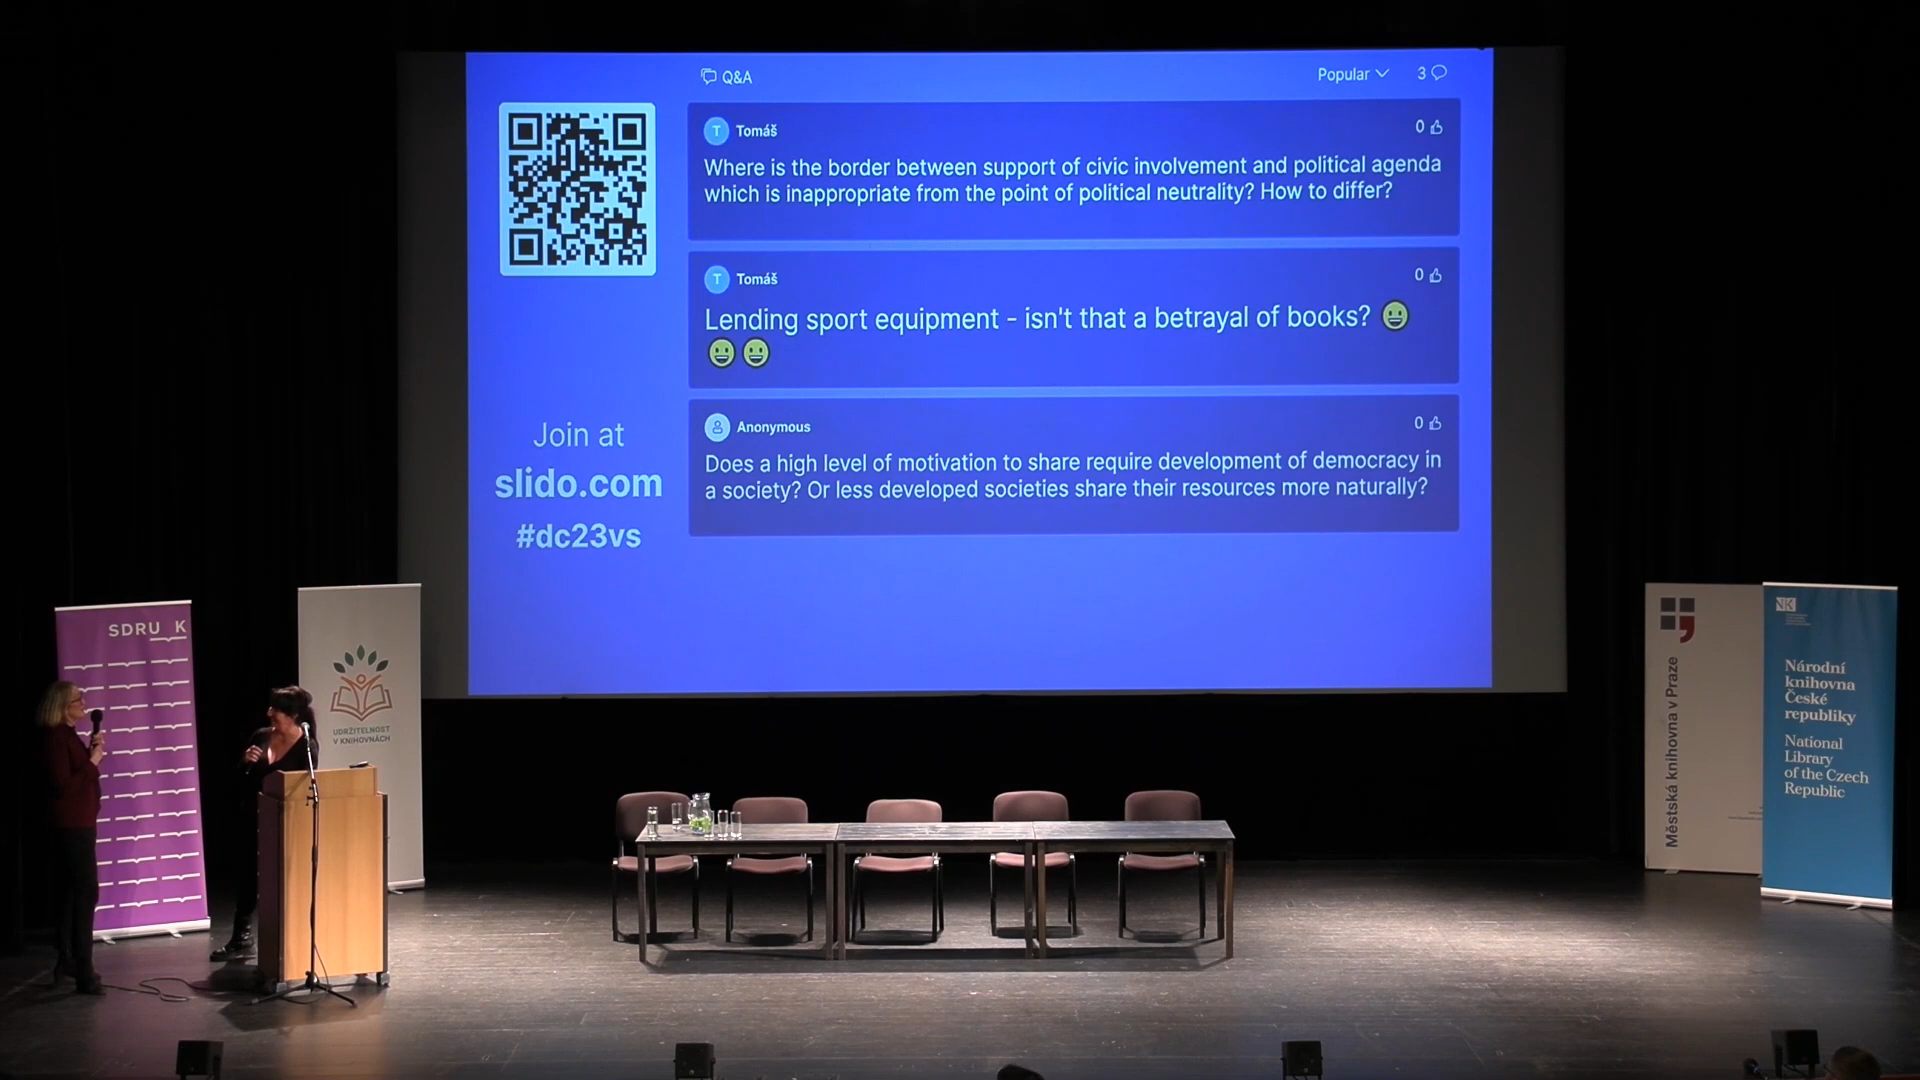 Q&A
Popular
3
T Tomáš
0
Where is the border between support of civic involvement and political agenda
which is inappropriate from the point of political neutrality? How to differ?
T Tomáš
0
Lending sport equipment - isn't that a betrayal of books? 😀
😀😀
Anonymous
0
Does a high level of motivation to share require development of democracy in
a society? Or less developed societies share their resources more naturally?
Join at
slido.com
#dc23vs
SDRU_K
UDRŽITELNOST
V KNIHOVNÁCH
Městská knihovna v Praze
NK
Národní
knihovna
České
republiky
National
Library
of the Czech
Republic